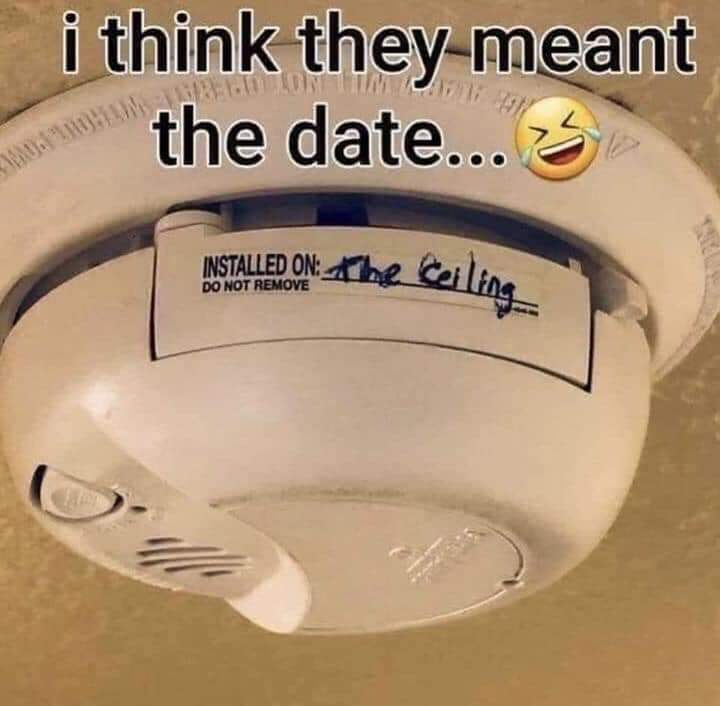 i think they meant
the date...🤣
INSTALLED ON: The Ceiling
DO NOT REMOVE